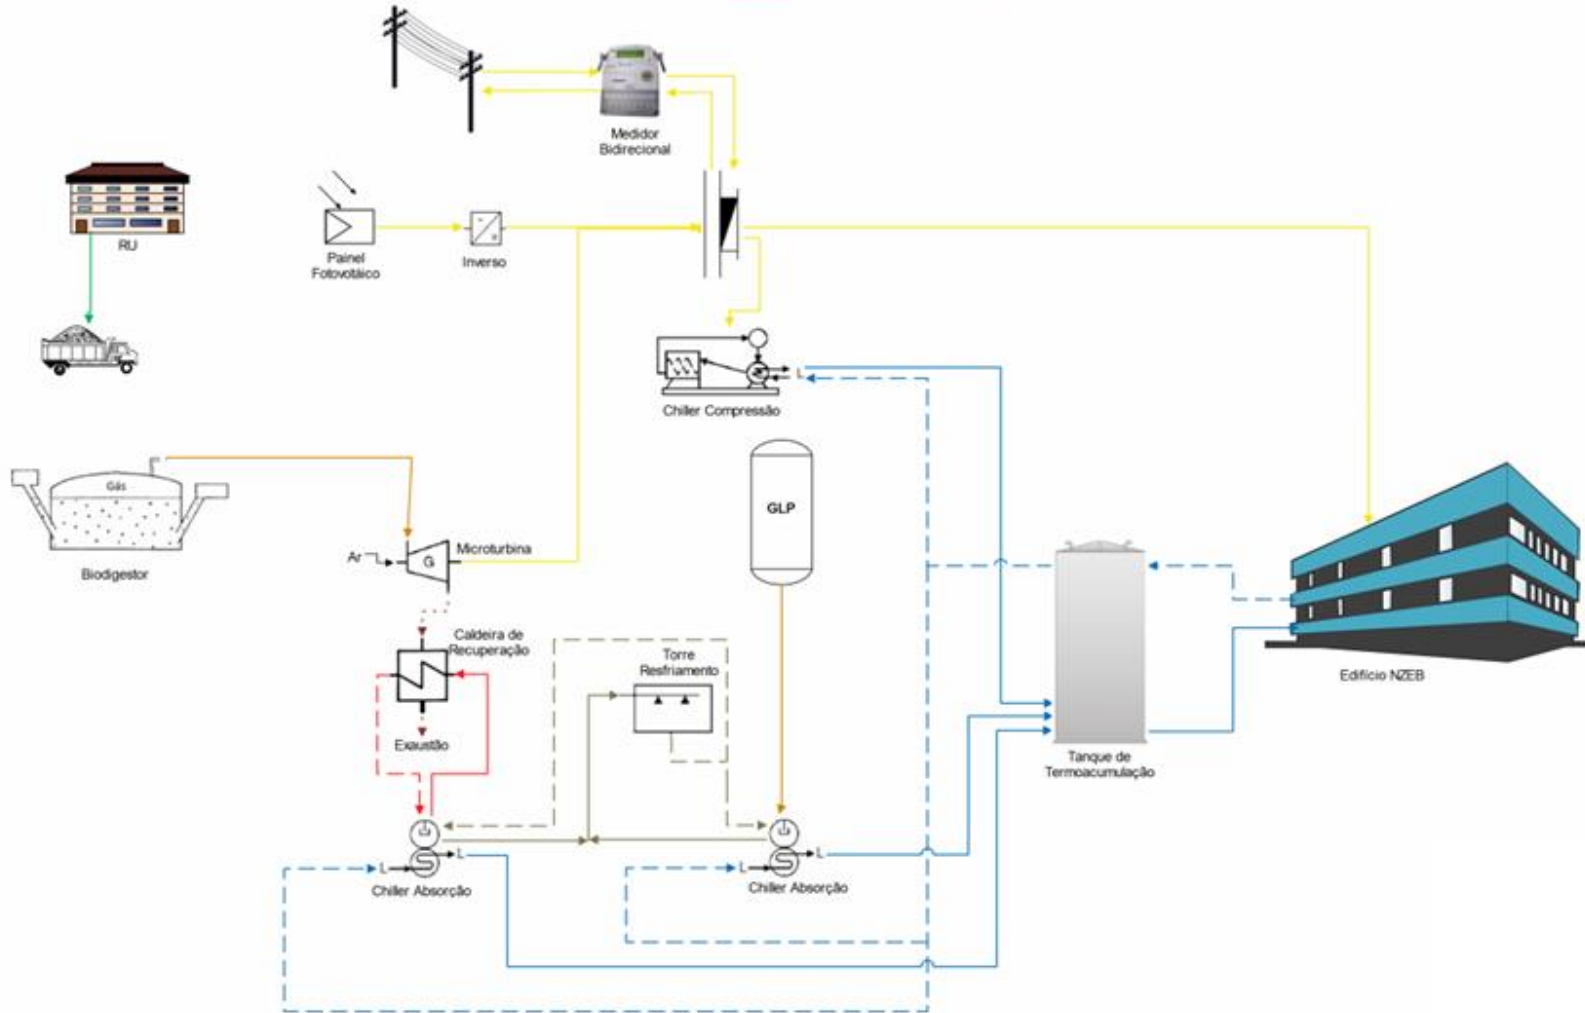 Medidor
Bidirecional
RU
Painel
Fotovotáico
Inverso
Chiller Compressão
L
Gás
GLP
Biodigestor
Ar
G
Microturbina
Caldeira de
Recuperação
Torre
Resfriamento
Edifício NZEB
Exaustão
Tanque de
Termoacumulação
L
L
Chiller Absorção
L
L
Chiller Absorção